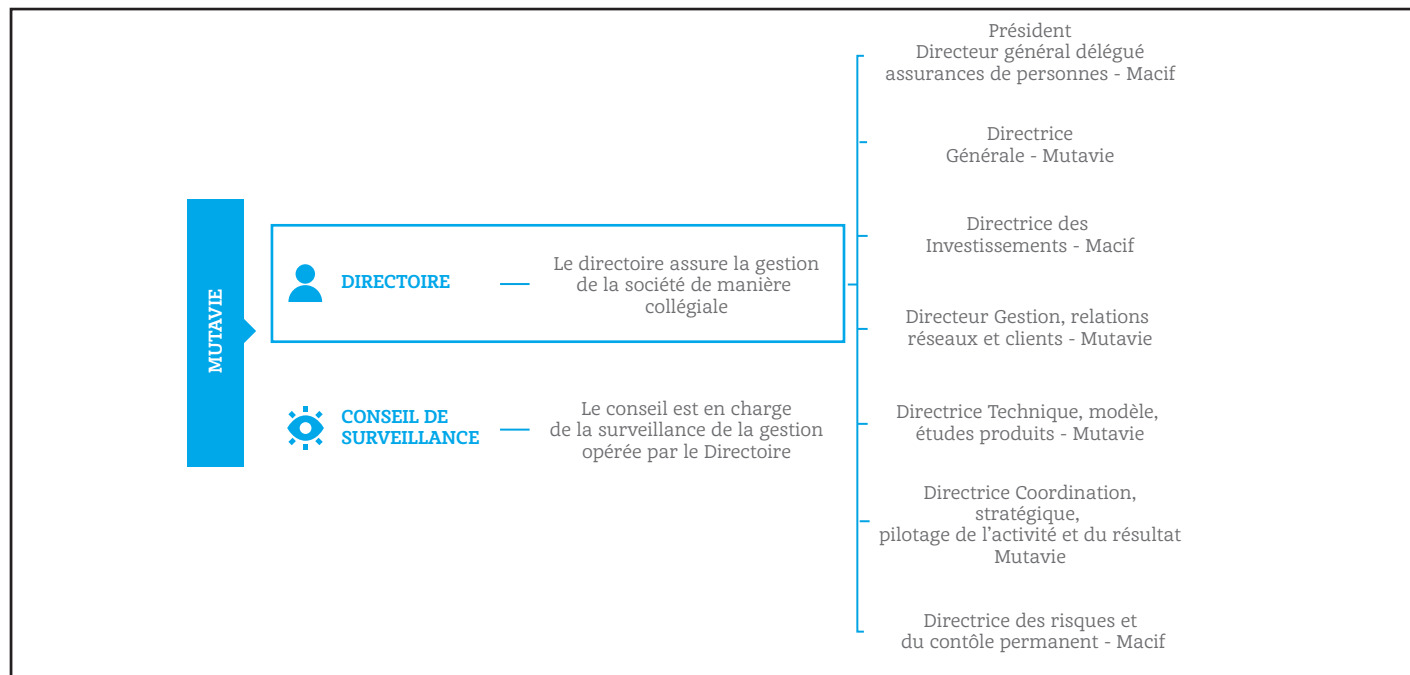 MUTAVIE
DIRECTOIRE
Le directoire assure la gestion
de la société de manière
collégiale
CONSEIL DE
SURVEILLANCE
Le conseil est en charge
de la surveillance de la gestion
opérée par le Directoire
Président
Directeur général délégué
assurances de personnes - Macif
Directrice
Générale - Mutavie
Directrice des
Investissements - Macif
Directeur Gestion, relations
réseaux et clients - Mutavie
Directrice Technique, modèle,
études produits - Mutavie
Directrice Coordination,
stratégique,
pilotage de l’activité et du résultat
Mutavie
Directrice des risques et
du contôle permanent - Macif